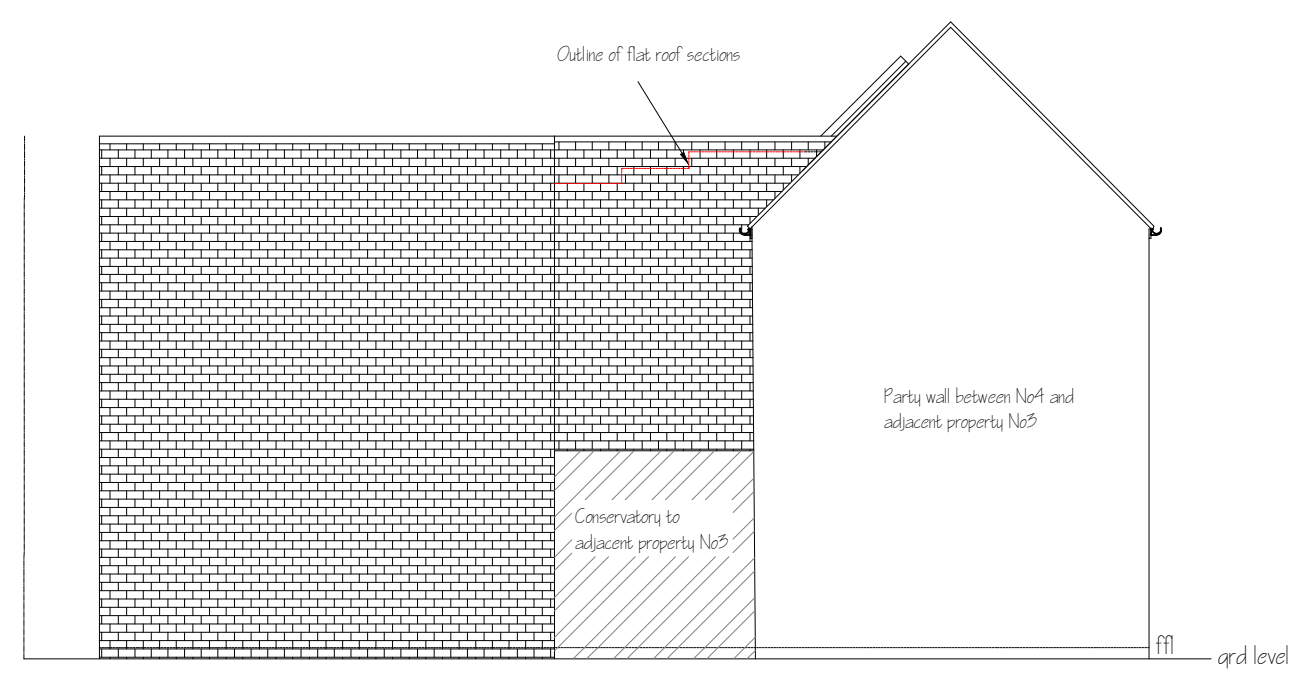 Outline of flat roof sections
Party wall between No4 and
adjacent property No3
Conservatory to
adjacent property No3
ffl
grd level